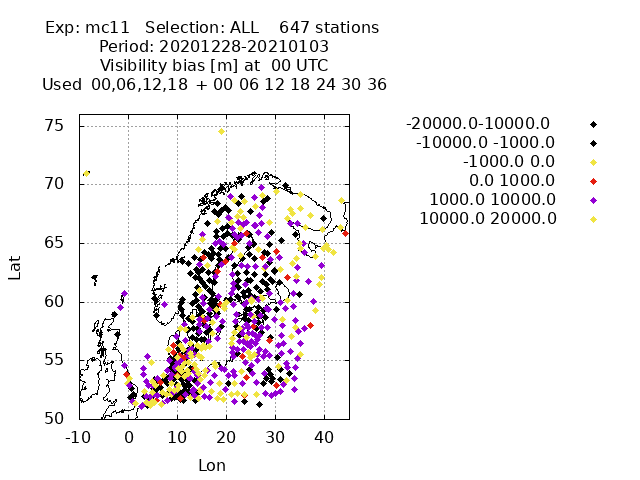 Exp: mc11 Selection: ALL 647 stations
Period: 20201228-20210103
Visibility bias [m] at 00 UTC
Used 00,06,12,18 + 00 06 12 18 24 30 36
-20000.0-10000.0
-10000.0 -1000.0
-1000.0 0.0
0.0 1000.0
1000.0 10000.0
10000.0 20000.0
75
70
65
60
55
50
Lat
-10 0 10 20 30 40
Lon